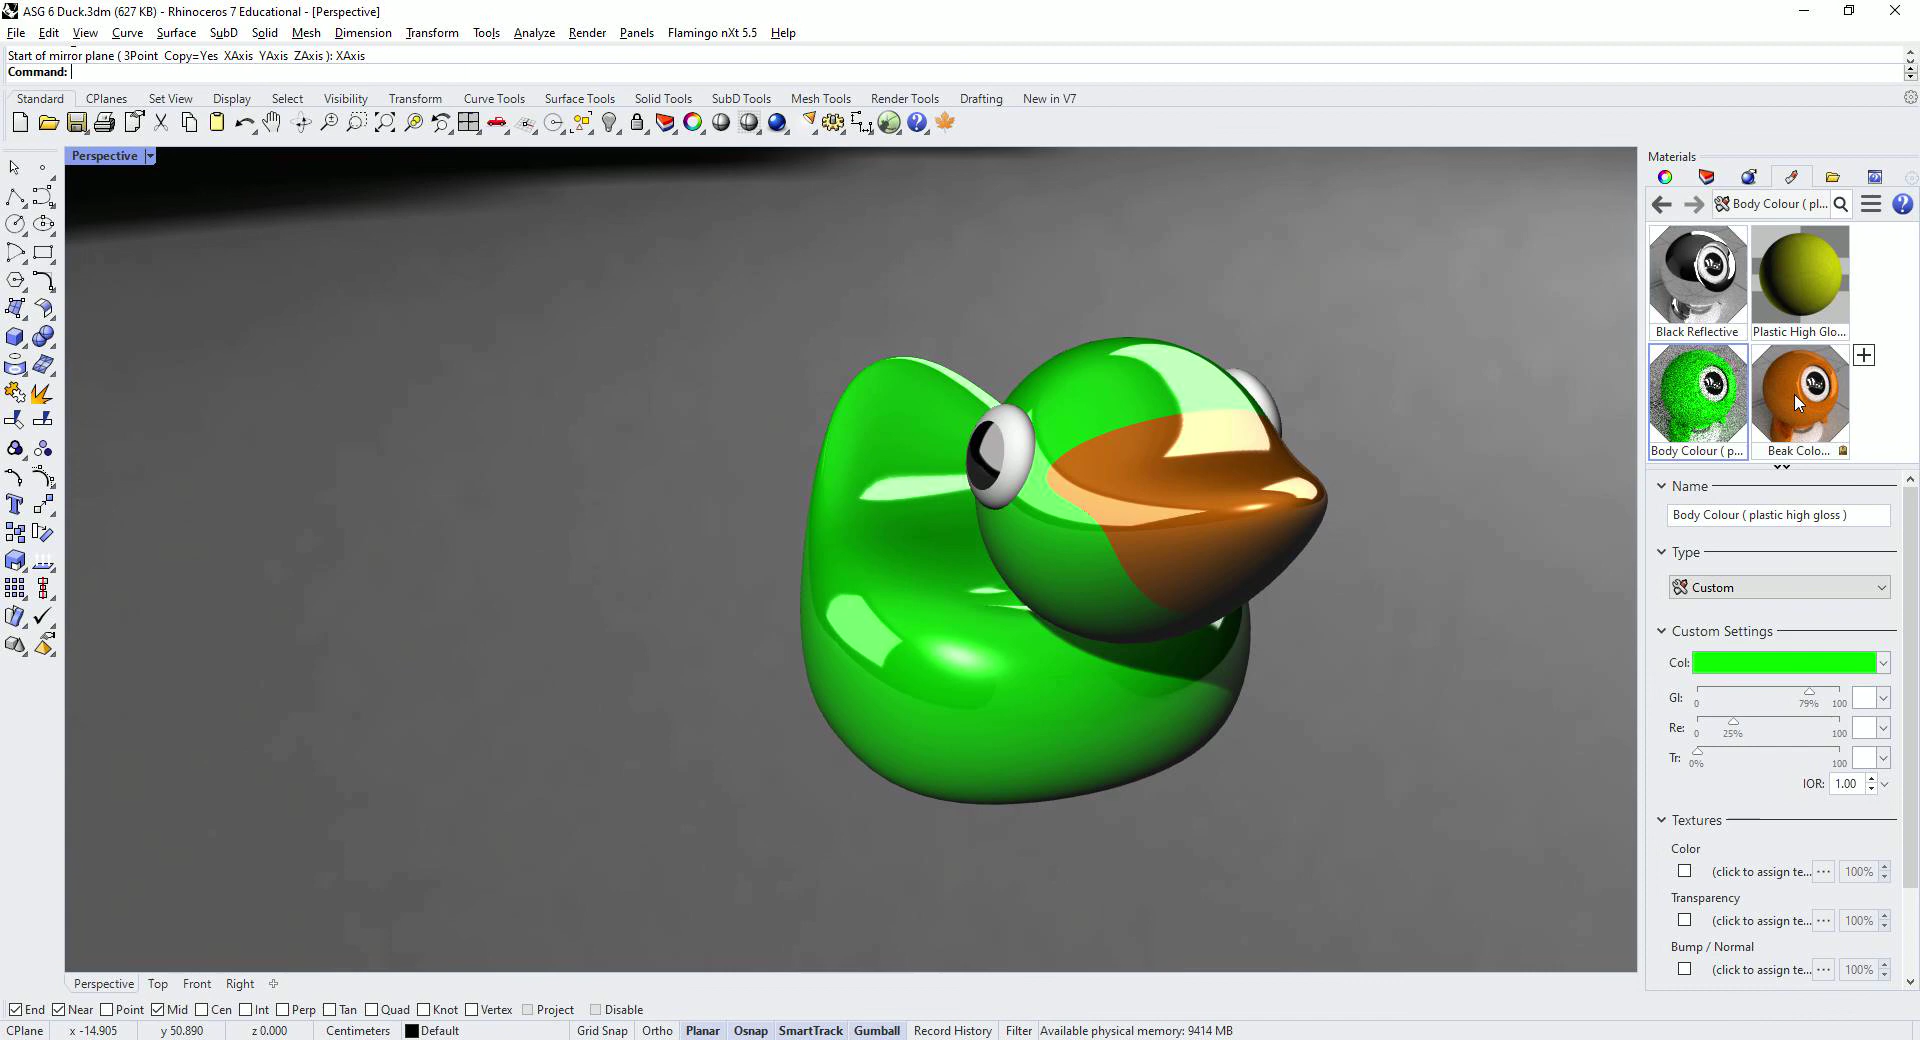 ASG 6 Duck.3dm (627 KB) - Rhinoceros 7 Educational - [Perspective]
File Edit View Curve Surface SubD Solid Mesh Dimension Transform Tools Analyze Render Panels Flamingo nXt 5.5 Help
Start of mirror plane ( 3Point Copy=Yes XAxis YAxis ZAxis ): XAxis
Command:
Standard CPlanes Set View Display Select Visibility Transform Curve Tools Surface Tools Solid Tools SubD Tools Mesh Tools Render Tools Drafting New in V7
Perspective
Materials
Body Colour ( pl...
Black Reflective Plastic High Glo...
Body Colour ( p... Beak Colo...
Name
Body Colour ( plastic high gloss )
Type
Custom
Custom Settings
Col:
Gl: 0 79% 100
Re: 0 25% 100
Tr: 0% 100
IOR: 1.00
Textures
Color
(click to assign te... ... 100%
Transparency
(click to assign te... ... 100%
Bump / Normal
(click to assign te... ... 100%
Perspective Top Front Right
End Near Point Mid Cen Int Perp Tan Quad Knot Vertex Project Disable
CPlane x -14.905 y 50.890 z 0.000 Centimeters Default Grid Snap Ortho Planar Osnap SmartTrack Gumball Record History Filter Available physical memory: 9414 MB